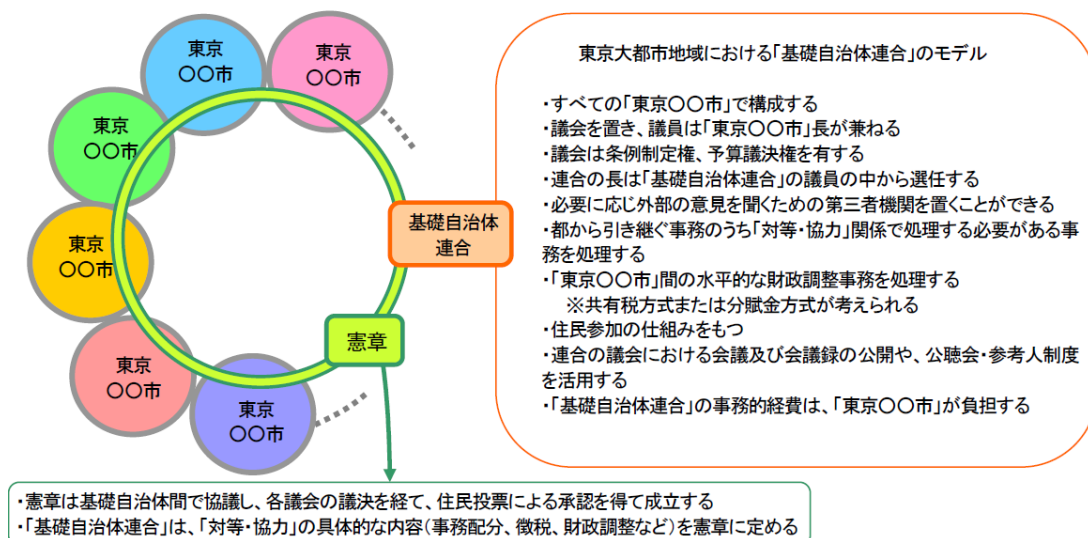 東京
〇〇市
東京
〇〇市
東京
〇〇市
東京
〇〇市
東京
〇〇市
東京
〇〇市
基礎自治体
連合
憲章
東京大都市地域における「基礎自治体連合」のモデル
・すべての「東京〇〇市」で構成する
・議会を置き、議員は「東京〇〇市」長が兼ねる
・議会は条例制定権、予算議決権を有する
・連合の長は「基礎自治体連合」の議員の中から選任する
・必要に応じ外部の意見を聞くための第三者機関を置くことができる
・都から引き継ぐ事務のうち「対等・協力」関係で処理する必要がある事
務を処理する
・「東京〇〇市」間の水平的な財政調整事務を処理する
※共有税方式または分賦金方式が考えられる
・住民参加の仕組みをもつ
・連合の議会における会議及び会議録の公開や、公聴会・参考人制度
を活用する
・「基礎自治体連合」の事務的経費は、「東京〇〇市」が負担する
・憲章は基礎自治体間で協議し、各議会の議決を経て、住民投票による承認を得て成立する
・「基礎自治体連合」は、「対等・協力」の具体的な内容(事務配分、徴税、財政調整など)を憲章に定める